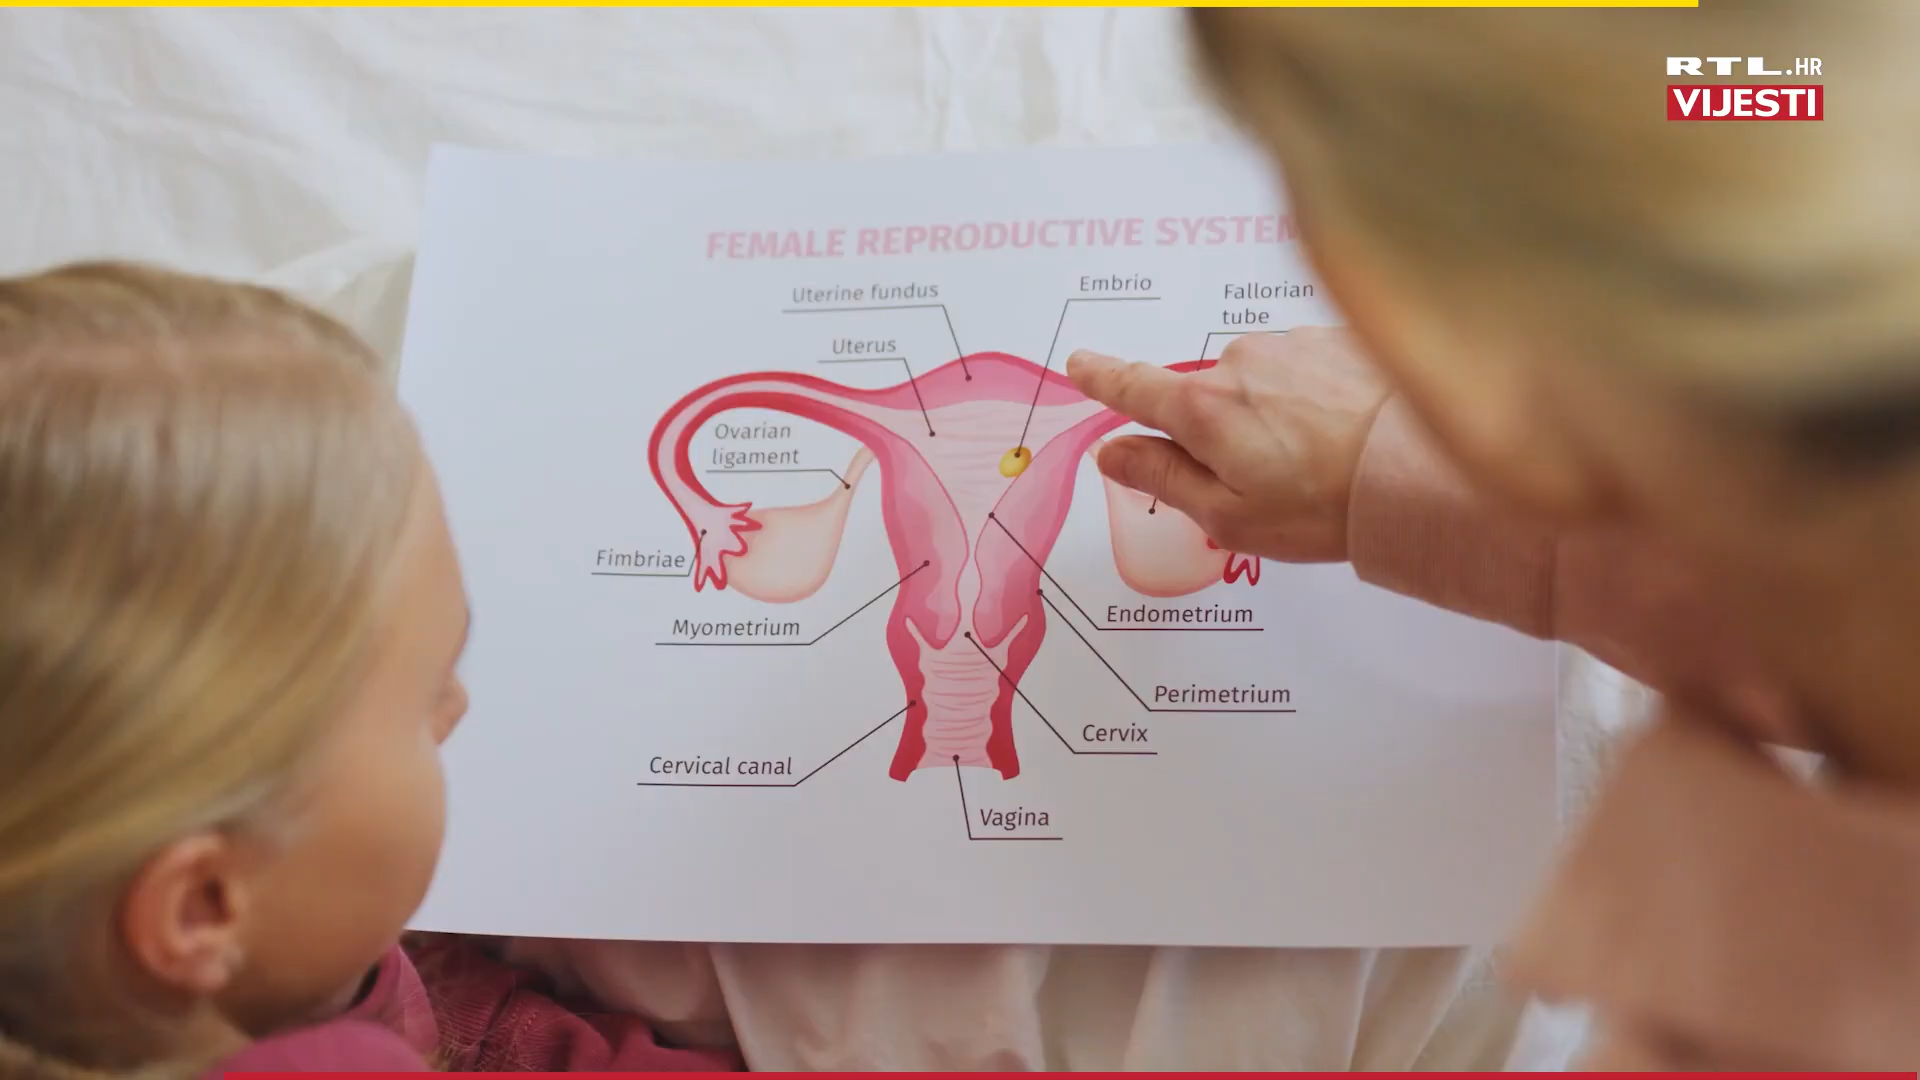 RTL.HR
VIJESTI
FEMALE REPRODUCTIVE SYSTEM
Uterine fundus
Embrio
Fallorian
tube
Uterus
Ovarian
ligament
Fimbriae
Myometrium
Endometrium
Perimetrium
Cervix
Cervical canal
Vagina